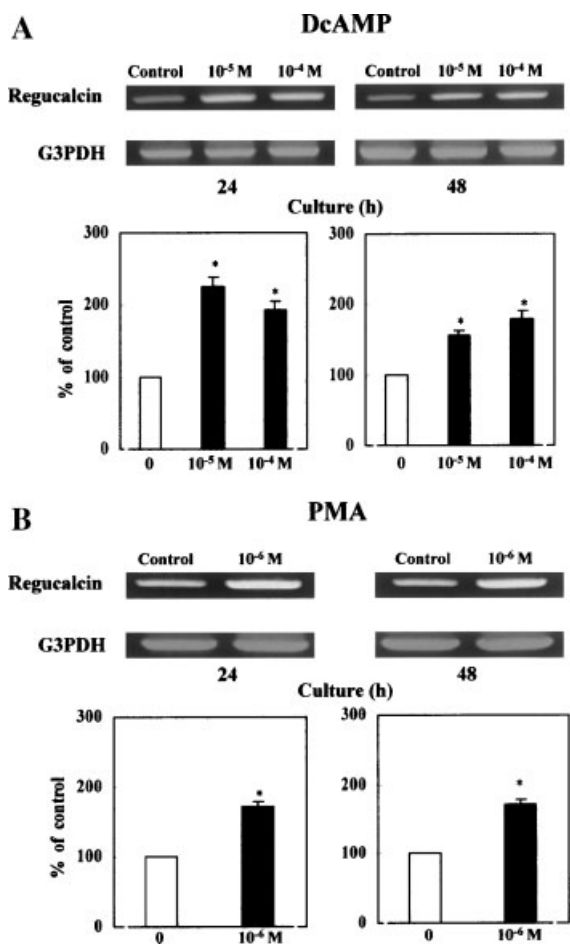 A
DcAMP
Control 10⁻⁵ M 10⁻⁴ M Control 10⁻⁵ M 10⁻⁴ M
Regucalcin
G3PDH
24 48
Culture (h)
300 300
* * * *
200 200
% of control
100 100
0 0
0 10⁻⁵ M 10⁻⁴ M 0 10⁻⁵ M 10⁻⁴ M
B
PMA
Control 10⁻⁶ M Control 10⁻⁶ M
Regucalcin
G3PDH
24 48
Culture (h)
300 300
* *
200 200
% of control
100 100
0 0
0 10⁻⁶ M 0 10⁻⁶ M